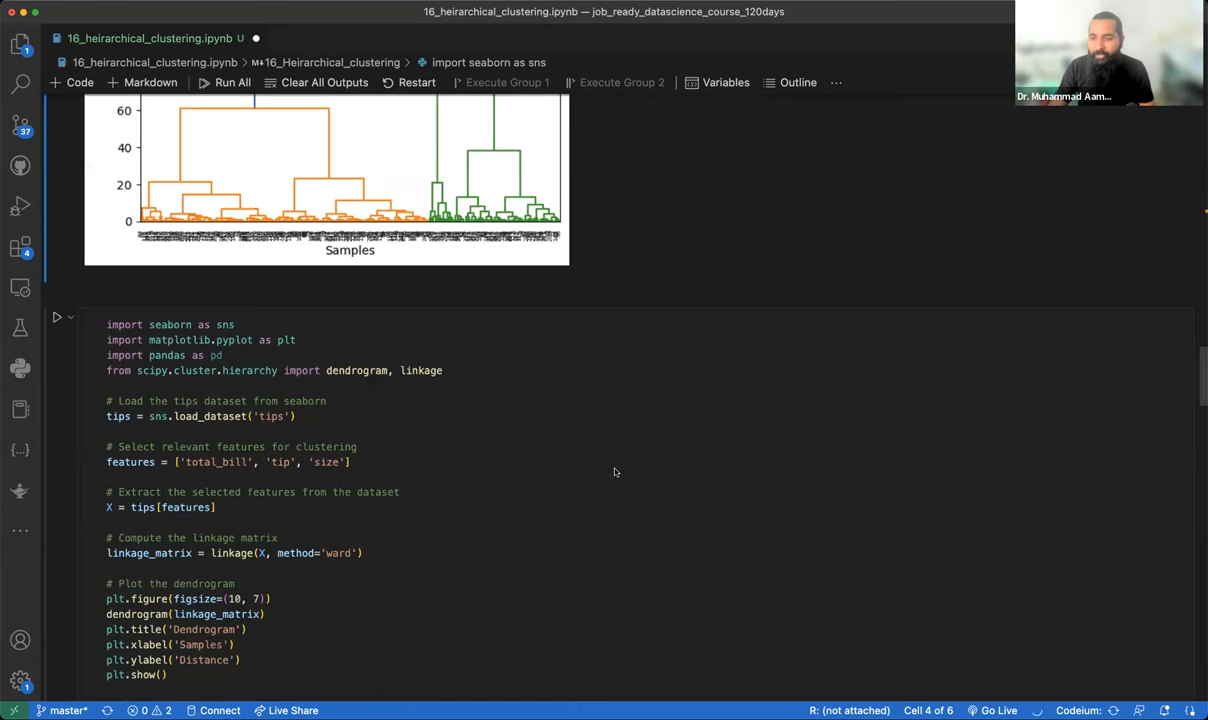 16_heirarchical_clustering.ipynb — job_ready_datascience_course_120days
16_heirarchical_clustering.ipynb U
16_heirarchical_clustering.ipynb > M↓16_Heirarchical_clustering > import seaborn as sns
+ Code + Markdown Run All Clear All Outputs Restart Execute Group 1 Execute Group 2 Variables Outline ...
Dr. Muhammad Aam...
1
37
4
1
60
40
20
0
Samples
import seaborn as sns
import matplotlib.pyplot as plt
import pandas as pd
from scipy.cluster.hierarchy import dendrogram, linkage
# Load the tips dataset from seaborn
tips = sns.load_dataset('tips')
# Select relevant features for clustering
features = ['total_bill', 'tip', 'size']
# Extract the selected features from the dataset
X = tips[features]
# Compute the linkage matrix
linkage_matrix = linkage(X, method='ward')
# Plot the dendrogram
plt.figure(figsize=(10, 7))
dendrogram(linkage_matrix)
plt.title('Dendrogram')
plt.xlabel('Samples')
plt.ylabel('Distance')
plt.show()
master* 0 2 Connect Live Share R: (not attached) Cell 4 of 6 Go Live Codeium: